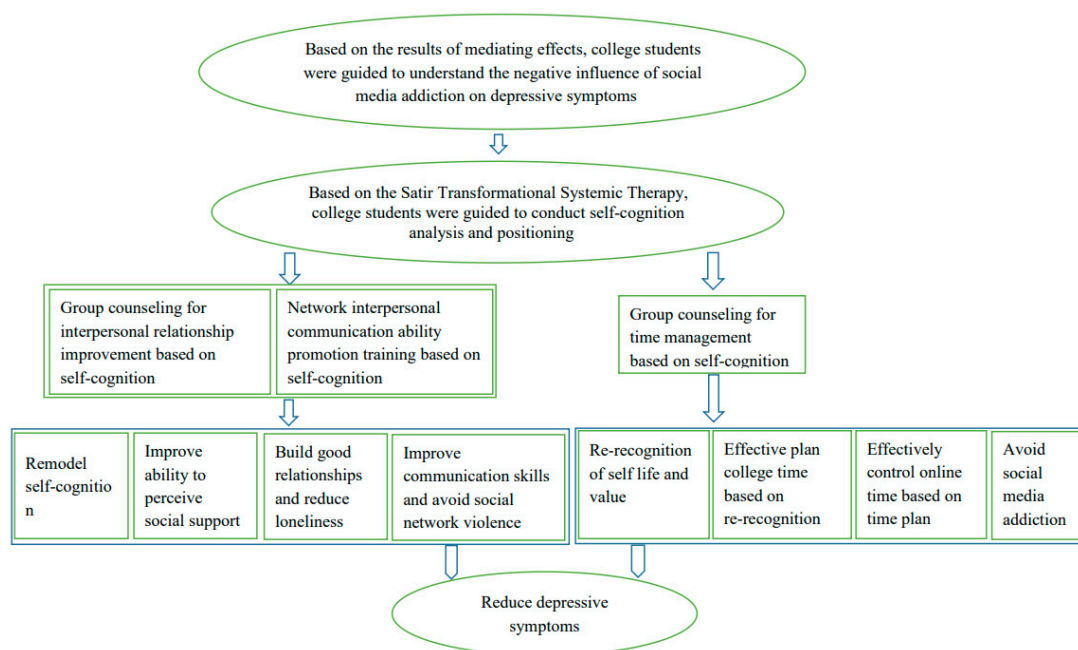 Based on the results of mediating effects, college students
were guided to understand the negative influence of social
media addiction on depressive symptoms
Based on the Satir Transformational Systemic Therapy,
college students were guided to conduct self-cognition
analysis and positioning
Group counseling for
interpersonal relationship
improvement based on
self-cognition
Network interpersonal
communication ability
promotion training based on
self-cognition
Group counseling for
time management
based on self-cognition
Remodel
self-cognitio
n
Improve
ability to
perceive
social support
Build good
relationships
and reduce
loneliness
Improve
communication skills
and avoid social
network violence
Re-recognition
of self life and
value
Effective plan
college time
based on
re-recognition
Effectively
control online
time based on
time plan
Avoid
social
media
addiction
Reduce depressive
symptoms